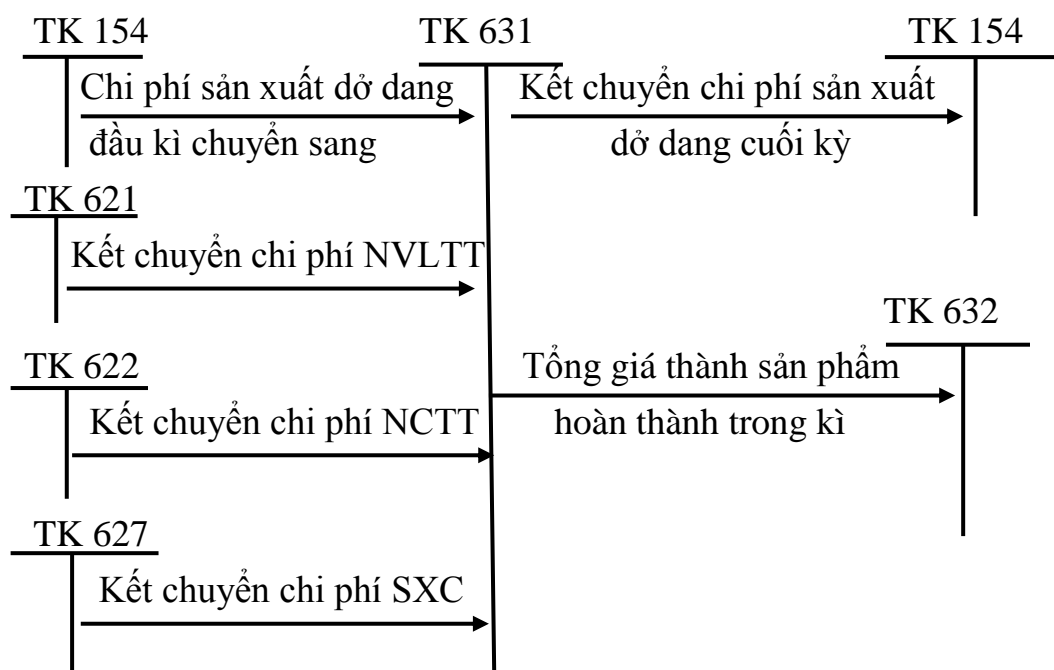 TK 154 TK 631 TK 154
Chi phí sản xuất dở dang Kết chuyển chi phí sản xuất
đầu kì chuyển sang dở dang cuối kỳ
TK 621
Kết chuyển chi phí NVLTT
TK 632
TK 622 Tổng giá thành sản phẩm
Kết chuyển chi phí NCTT hoàn thành trong kì
TK 627
Kết chuyển chi phí SXC